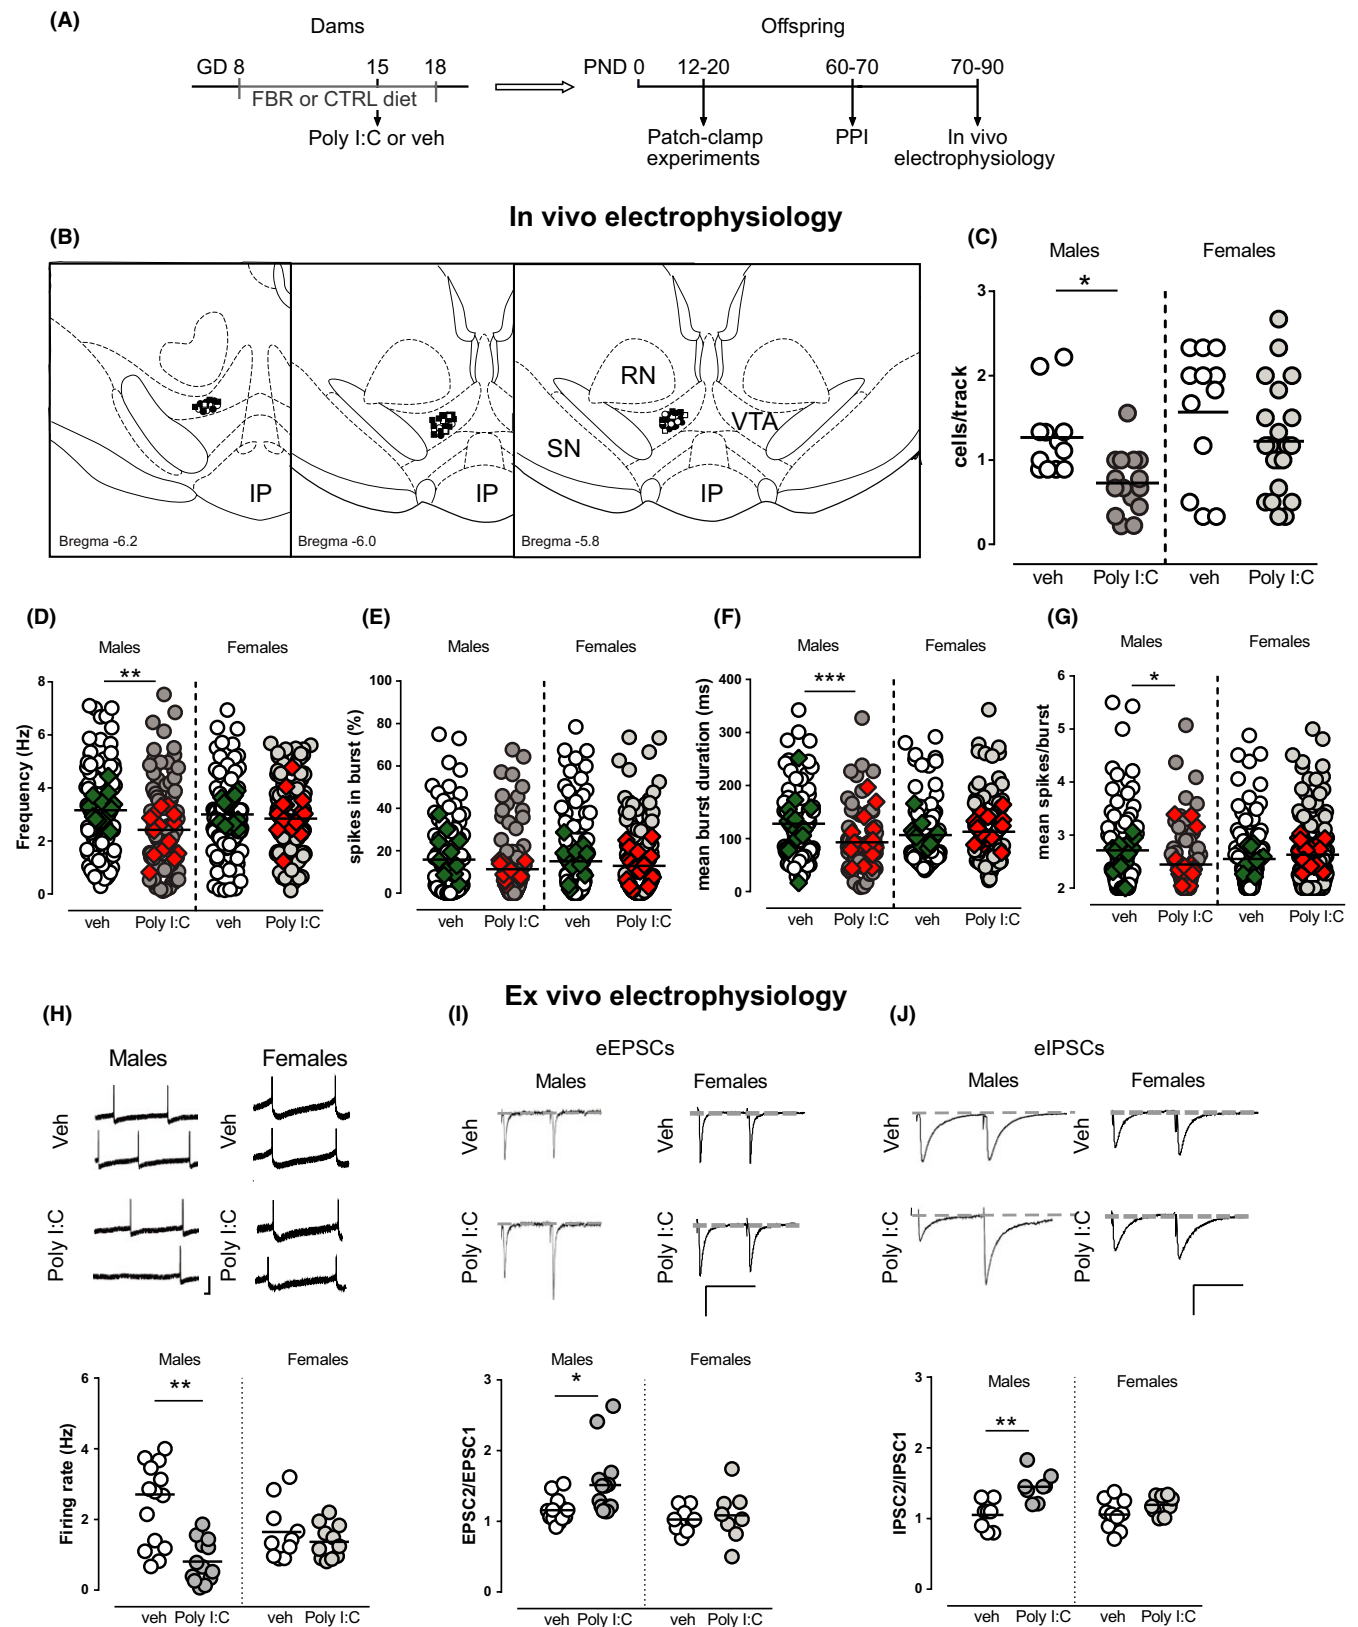 (A)
Dams
Offspring
GD 8 15 18
FBR or CTRL diet
Poly I:C or veh
PND 0 12-20 60-70 70-90
Patch-clamp
experiments
PPI
In vivo
electrophysiology
In vivo electrophysiology
(B)
IP
Bregma -6.2
IP
Bregma -6.0
RN
VTA
SN
IP
Bregma -5.8
(C)
Males Females
*
cells/track
3
2
1
0
veh Poly I:C veh Poly I:C
(D)
Males Females
**
Frequency (Hz)
8
6
4
2
0
veh Poly I:C veh Poly I:C
(E)
Males Females
spikes in burst (%)
100
80
60
40
20
0
veh Poly I:C veh Poly I:C
(F)
Males Females
***
mean burst duration (ms)
400
300
200
100
0
veh Poly I:C veh Poly I:C
(G)
Males Females
*
mean spikes/burst
6
5
4
3
2
veh Poly I:C veh Poly I:C
Ex vivo electrophysiology
(H)
Males Females
Veh Veh
Poly I:C Poly I:C
Males Females
**
Firing rate (Hz)
6
4
2
0
veh Poly I:C veh Poly I:C
(I)
eEPSCs
Males Females
Veh Veh
Poly I:C Poly I:C
Males Females
*
EPSC2/EPSC1
3
2
1
0
veh Poly I:C veh Poly I:C
(J)
eIPSCs
Males Females
Veh Veh
Poly I:C Poly I:C
Males Females
**
IPSC2/IPSC1
3
2
1
0
veh Poly I:C veh Poly I:C